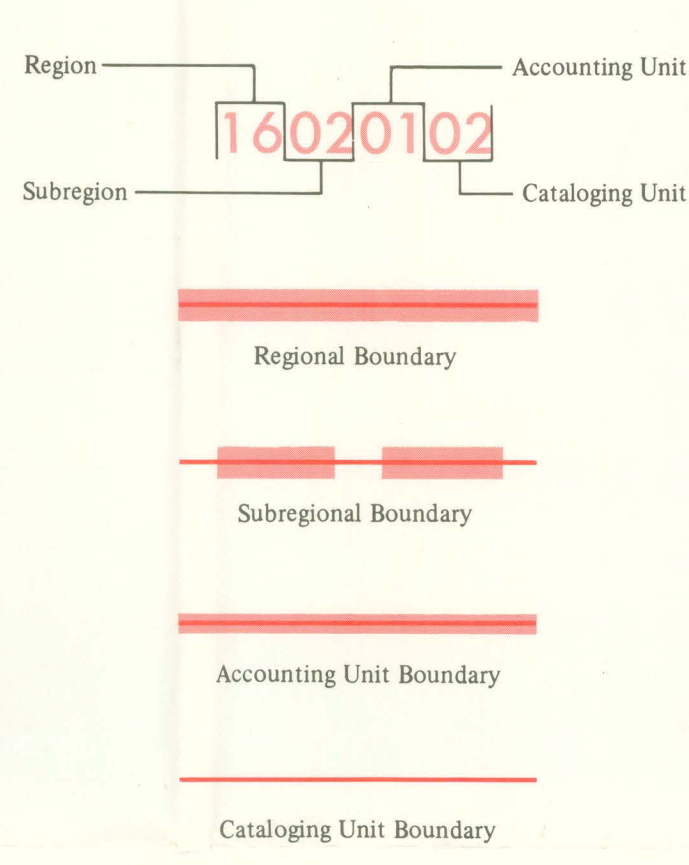 Region Accounting Unit
16020102
Subregion Cataloging Unit
Regional Boundary
Subregional Boundary
Accounting Unit Boundary
Cataloging Unit Boundary